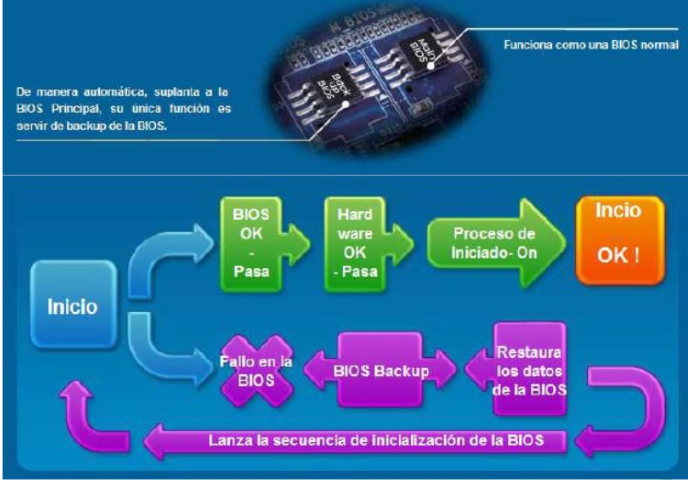 M_BIOS
Main
BIOS
Back
up
BIOS
Funciona como una BIOS normal
De manera automática, suplanta a la
BIOS Principal, su única función es
servir de backup de la BIOS.
BIOS
OK
-
Pasa
Hard
ware
OK
- Pasa
Proceso de
Iniciado- On
Incio
OK !
Inicio
Fallo en la
BIOS
BIOS Backup
Restaura
los datos
de la BIOS
Lanza la secuencia de inicialización de la BIOS